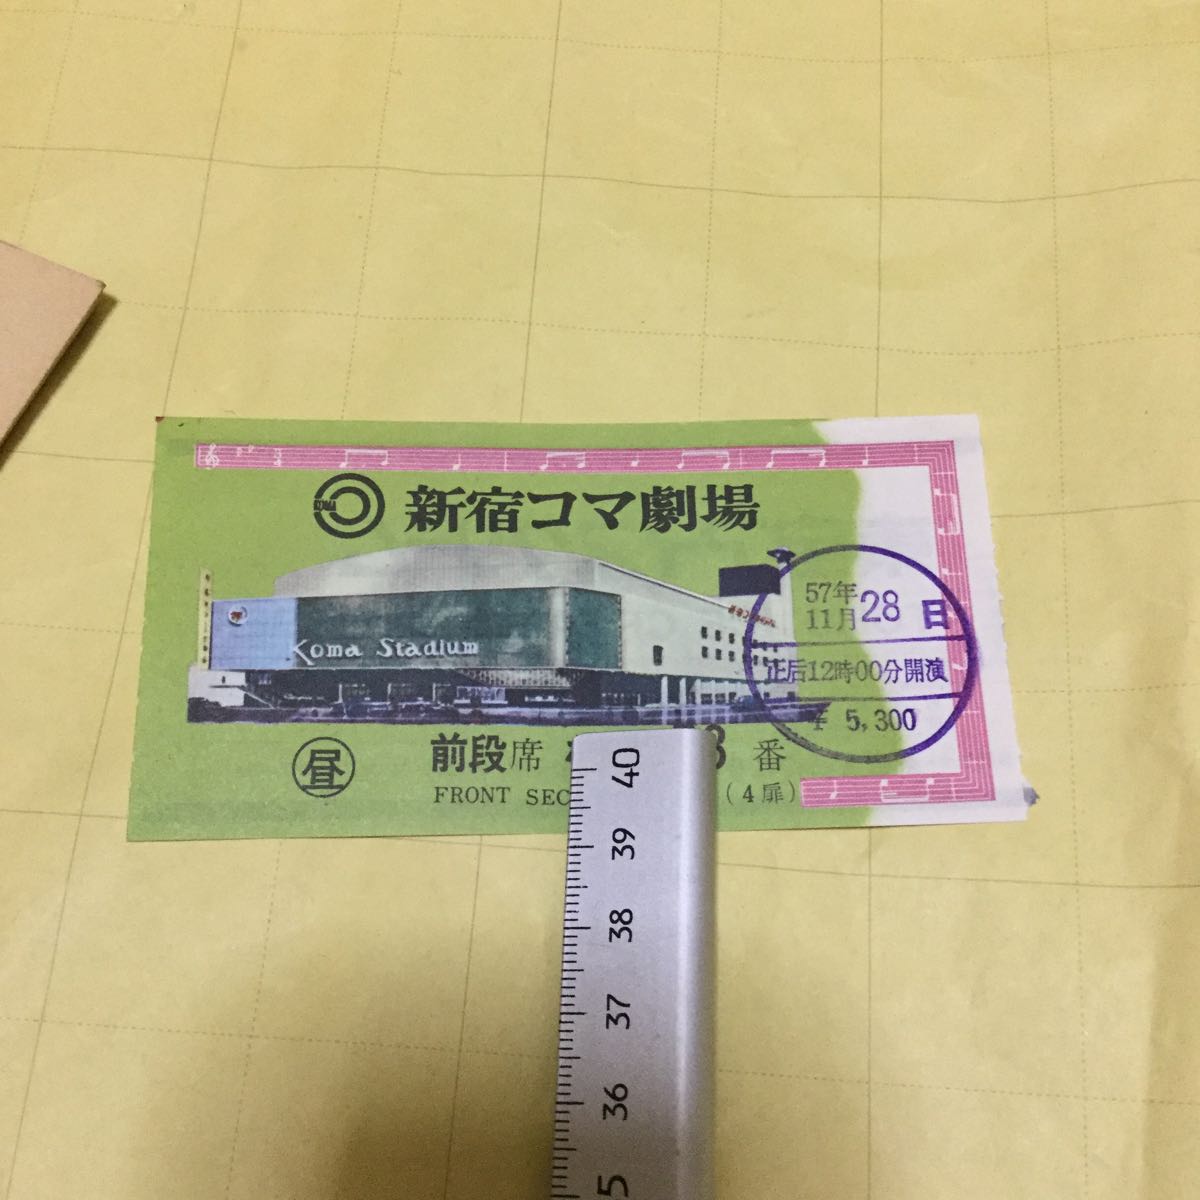 新宿コマ劇場
Koma Stadium
57年
11月28日
正后12時00分開演
¥ 5,300
昼 前段席 番
FRONT (4扉)
40
39
38
37
36